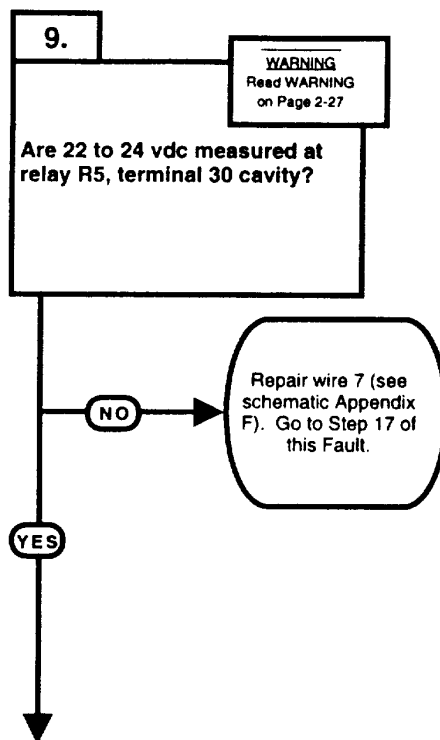 9.
WARNING
Read WARNING
on Page 2-27
Are 22 to 24 vdc measured at
relay R5, terminal 30 cavity?
Repair wire 7 (see
schematic Appendix
F). Go to Step 17 of
this Fault.
NO
YES